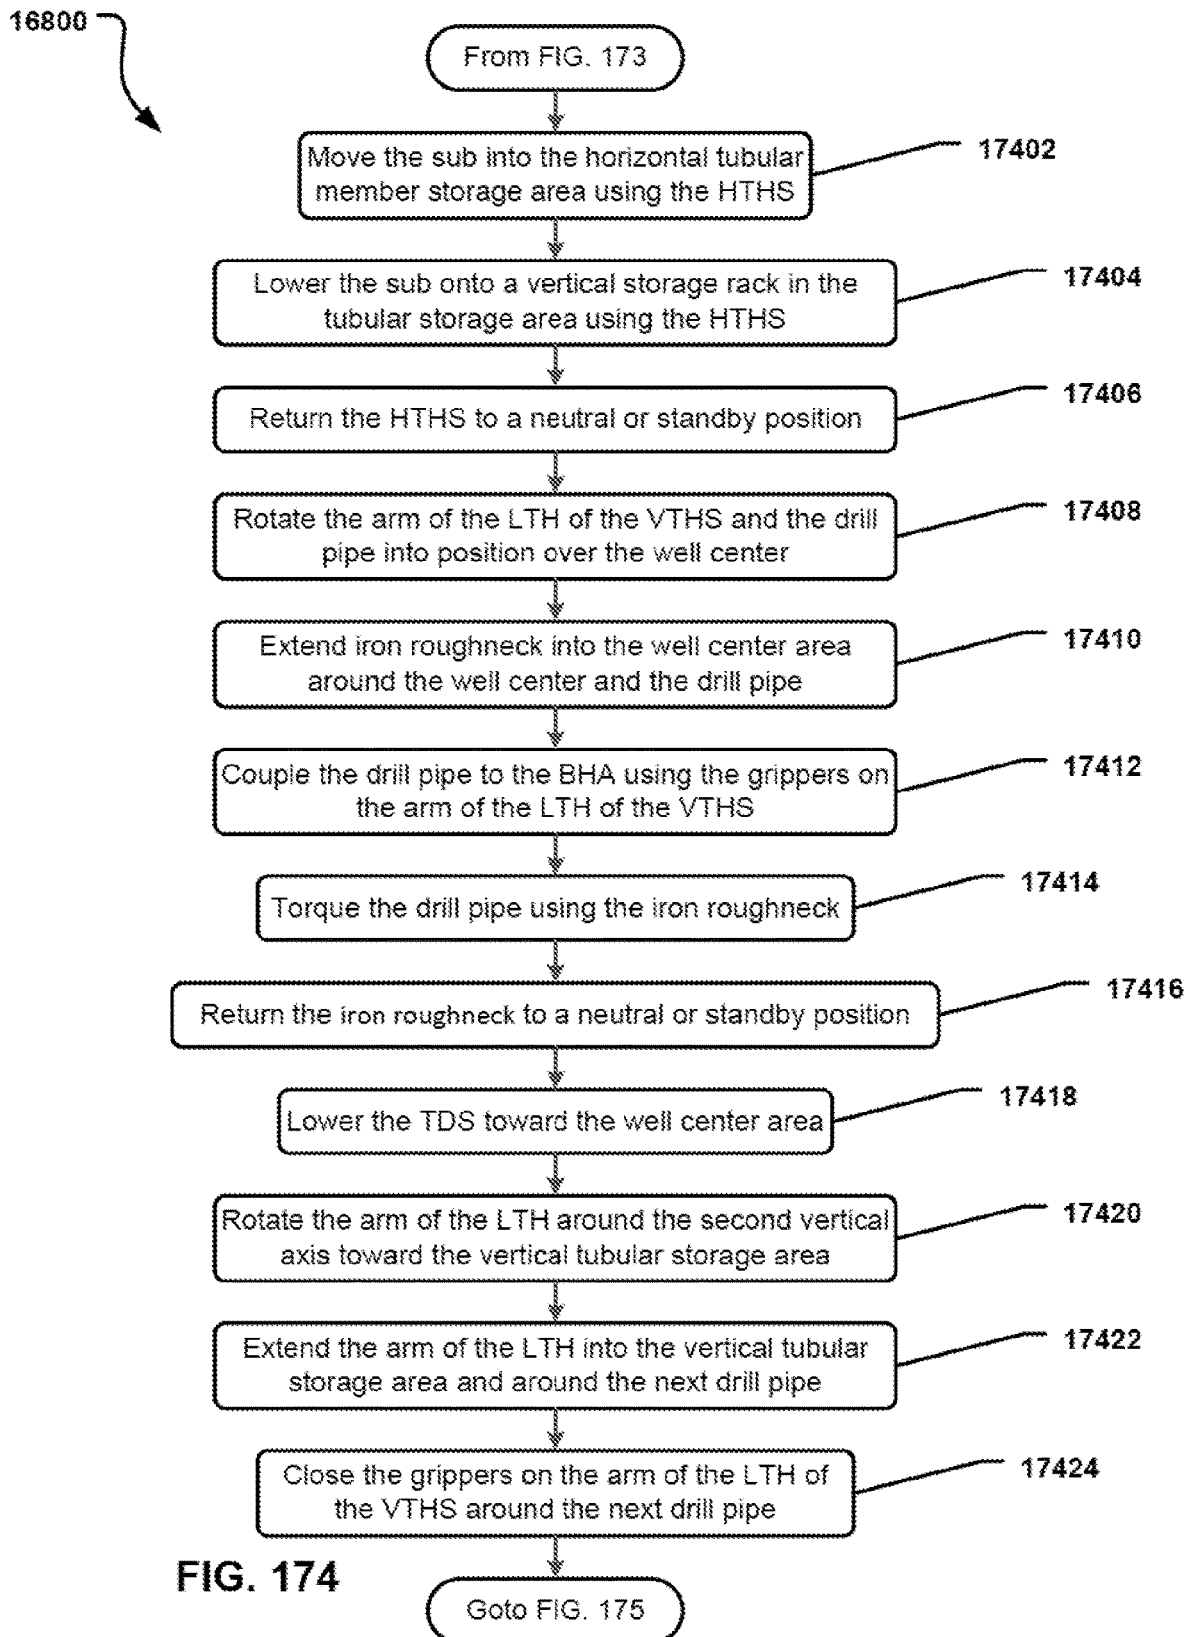 16800
From FIG. 173
Move the sub into the horizontal tubular
member storage area using the HTHS
17402
Lower the sub onto a vertical storage rack in the
tubular storage area using the HTHS
17404
Return the HTHS to a neutral or standby position
17406
Rotate the arm of the LTH of the VTHS and the drill
pipe into position over the well center
17408
Extend iron roughneck into the well center area
around the well center and the drill pipe
17410
Couple the drill pipe to the BHA using the grippers on
the arm of the LTH of the VTHS
17412
Torque the drill pipe using the iron roughneck
17414
Return the iron roughneck to a neutral or standby position
17416
Lower the TDS toward the well center area
17418
Rotate the arm of the LTH around the second vertical
axis toward the vertical tubular storage area
17420
Extend the arm of the LTH into the vertical tubular
storage area and around the next drill pipe
17422
Close the grippers on the arm of the LTH of
the VTHS around the next drill pipe
17424
FIG. 174
Goto FIG. 175